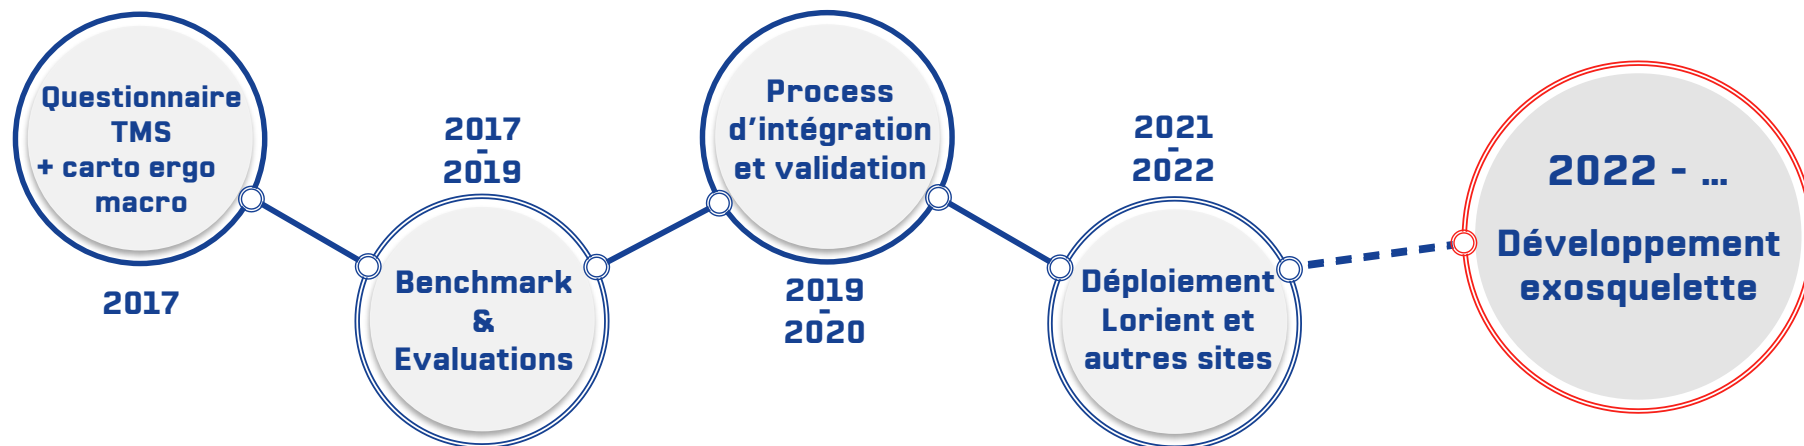 Questionnaire
TMS
+ carto ergo
macro
2017
2017
-
2019
Benchmark
&
Evaluations
Process
d'intégration
et validation
2019
-
2020
2021
-
2022
Déploiement
Lorient et
autres sites
2022 - ...
Développement
exosquelette